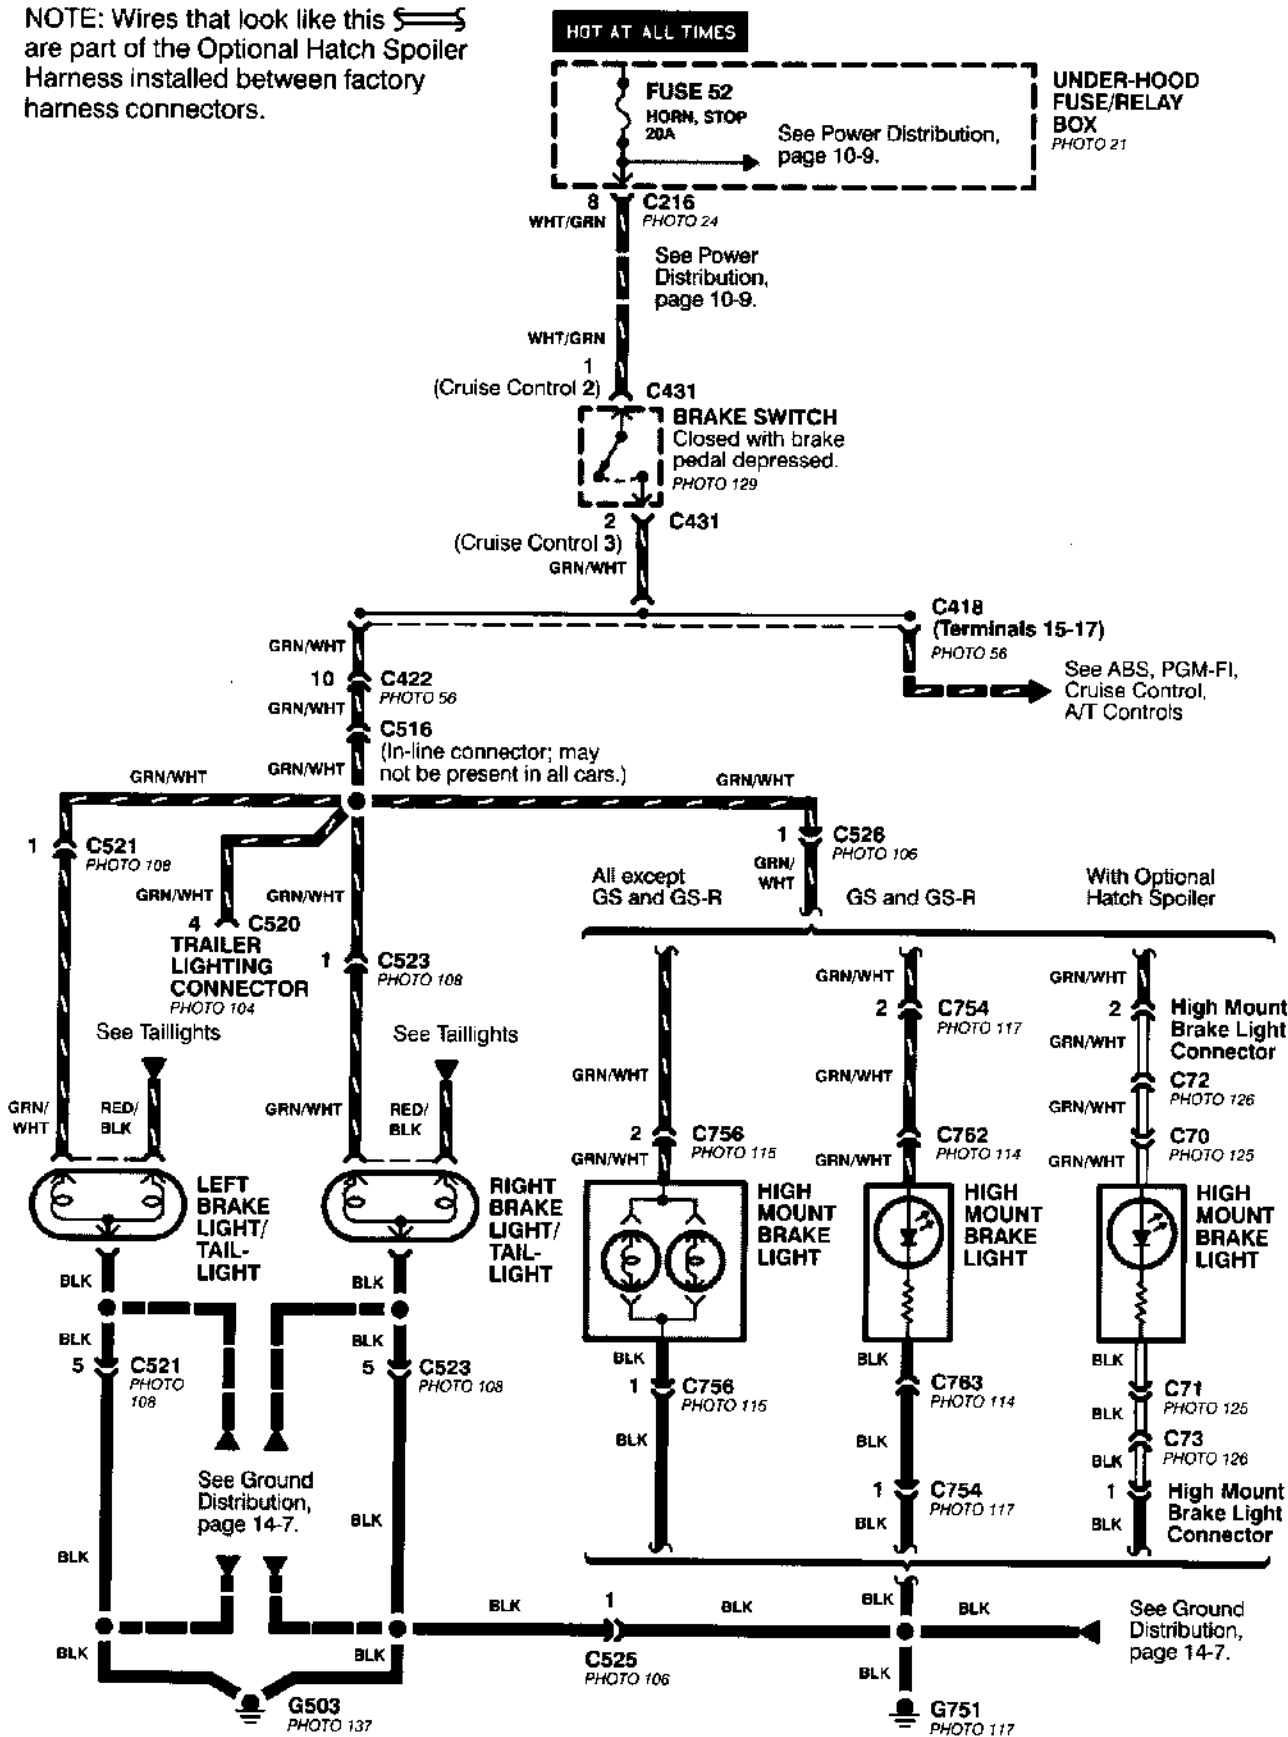 NOTE: Wires that look like this
are part of the Optional Hatch Spoiler
Harness installed between factory
harness connectors.
HOT AT ALL TIMES
FUSE 52
HORN, STOP
20A
See Power Distribution,
page 10-9.
UNDER-HOOD
FUSE/RELAY
BOX
PHOTO 21
8
C216
WHT/GRN
PHOTO 24
See Power
Distribution,
page 10-9.
WHT/GRN
1
(Cruise Control 2)
C431
BRAKE SWITCH
Closed with brake
pedal depressed.
PHOTO 129
2
C431
(Cruise Control 3)
GRN/WHT
C418
(Terminals 15-17)
PHOTO 56
See ABS, PGM-FI,
Cruise Control,
A/T Controls
GRN/WHT
10
C422
PHOTO 56
GRN/WHT
C516
(In-line connector; may
not be present in all cars.)
GRN/WHT
GRN/WHT
GRN/WHT
1
C521
PHOTO 108
1
C526
PHOTO 106
GRN/
WHT
GRN/WHT
GRN/WHT
4
C520
TRAILER
LIGHTING
CONNECTOR
PHOTO 104
1
C523
PHOTO 108
All except
GS and GS-R
GS and GS-R
With Optional
Hatch Spoiler
See Taillights
See Taillights
GRN/
WHT
RED/
BLK
GRN/WHT
RED/
BLK
GRN/WHT
2
C756
PHOTO 115
GRN/WHT
GRN/WHT
2
C754
PHOTO 117
GRN/WHT
C762
PHOTO 114
GRN/WHT
GRN/WHT
2
High Mount
Brake Light
Connector
GRN/WHT
C72
PHOTO 126
GRN/WHT
C70
PHOTO 125
GRN/WHT
LEFT
BRAKE
LIGHT/
TAIL-
LIGHT
RIGHT
BRAKE
LIGHT/
TAIL-
LIGHT
HIGH
MOUNT
BRAKE
LIGHT
HIGH
MOUNT
BRAKE
LIGHT
HIGH
MOUNT
BRAKE
LIGHT
BLK
BLK
BLK
BLK
5
C521
PHOTO
108
5
C523
PHOTO 108
BLK
1
C756
PHOTO 115
BLK
BLK
C763
PHOTO 114
BLK
1
C754
PHOTO 117
BLK
BLK
C71
PHOTO 125
BLK
C73
PHOTO 126
BLK
1
High Mount
Brake Light
Connector
BLK
See Ground
Distribution,
page 14-7.
BLK
BLK
BLK
1
BLK
BLK
BLK
See Ground
Distribution,
page 14-7.
C525
PHOTO 106
BLK
BLK
BLK
G503
PHOTO 137
G751
PHOTO 117